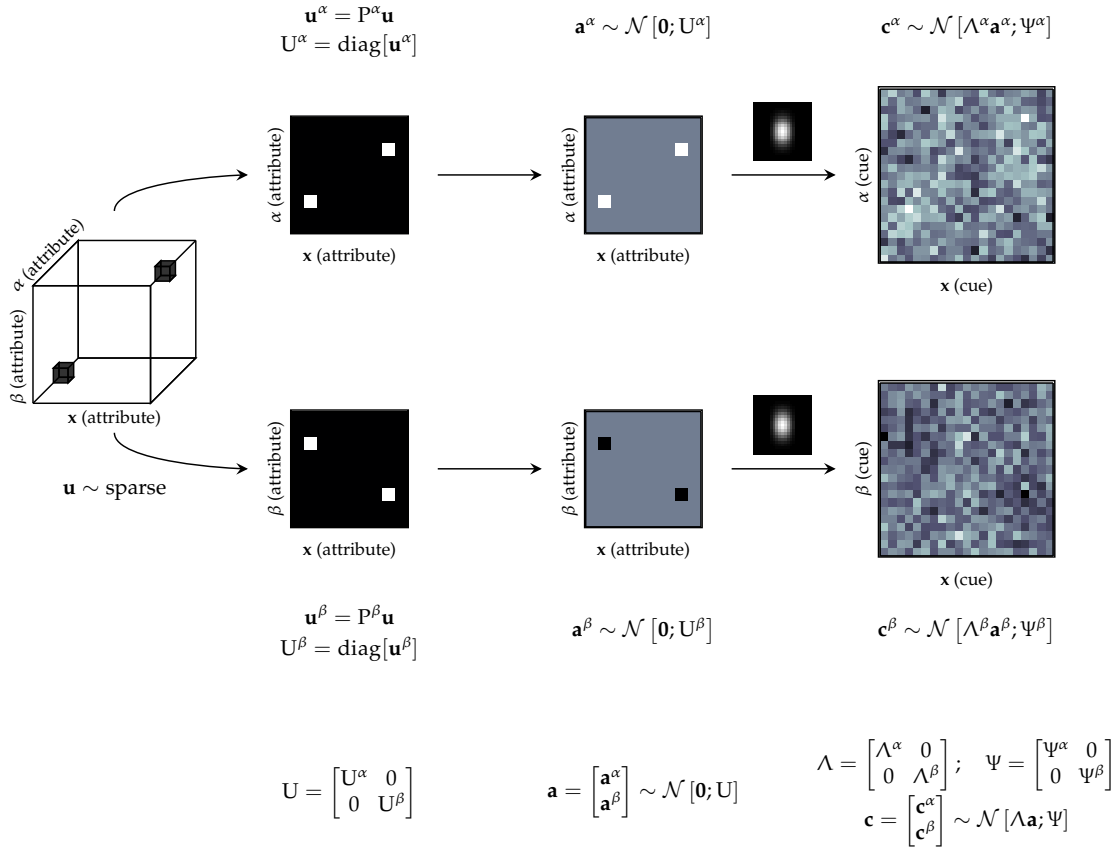 𝐮^α = P^α 𝐮
U^α = diag[𝐮^α]
𝐚^α ∼ 𝒩 [𝟎; U^α]
𝐜^α ∼ 𝒩 [Λ^α 𝐚^α; Ψ^α]
α (attribute)
𝐱 (attribute)
α (attribute)
𝐱 (attribute)
α (cue)
𝐱 (cue)
α (attribute)
β (attribute)
𝐱 (attribute)
𝐮 ∼ sparse
β (attribute)
𝐱 (attribute)
β (attribute)
𝐱 (attribute)
β (cue)
𝐱 (cue)
𝐮^β = P^β 𝐮
U^β = diag[𝐮^β]
𝐚^β ∼ 𝒩 [𝟎; U^β]
𝐜^β ∼ 𝒩 [Λ^β 𝐚^β; Ψ^β]
U = [U^α 0
0 U^β]
𝐚 = [𝐚^α
𝐚^β] ∼ 𝒩 [𝟎; U]
Λ = [Λ^α 0
0 Λ^β]; Ψ = [Ψ^α 0
0 Ψ^β]
𝐜 = [𝐜^α
𝐜^β] ∼ 𝒩 [Λ𝐚; Ψ]